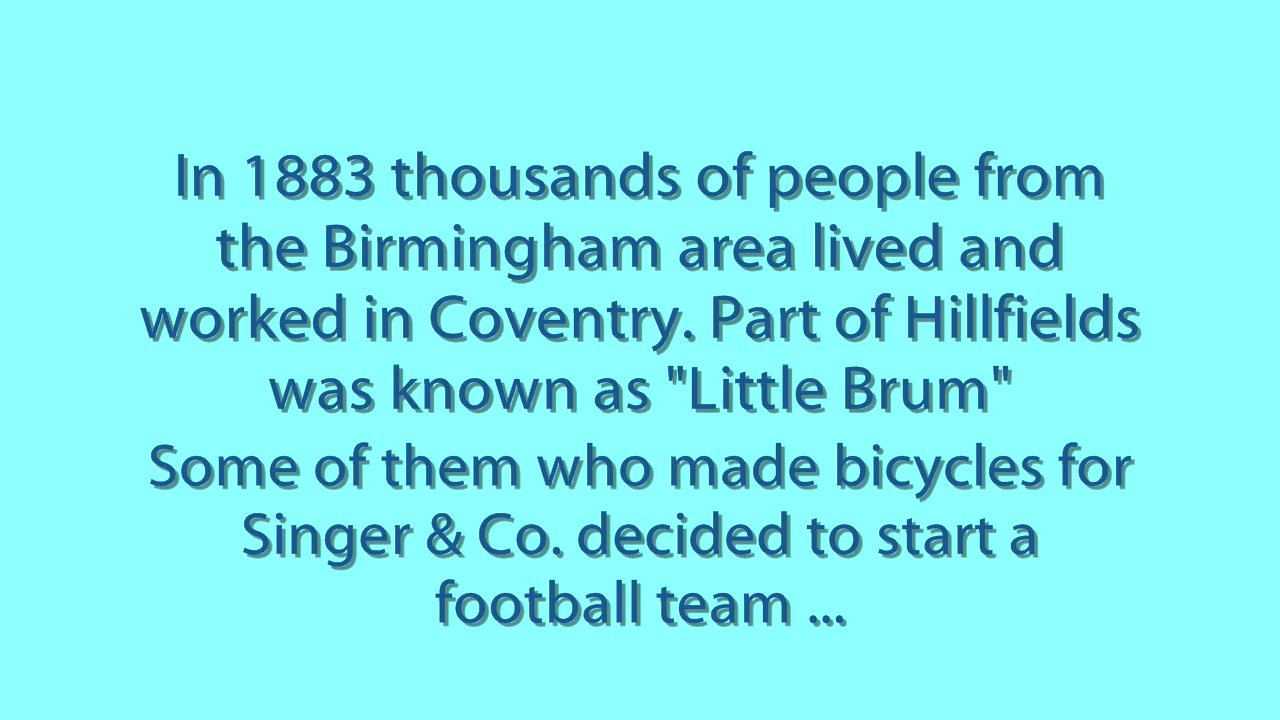 In 1883 thousands of people from
the Birmingham area lived and
worked in Coventry. Part of Hillfields
was known as "Little Brum"
Some of them who made bicycles for
Singer & Co. decided to start a
football team ...